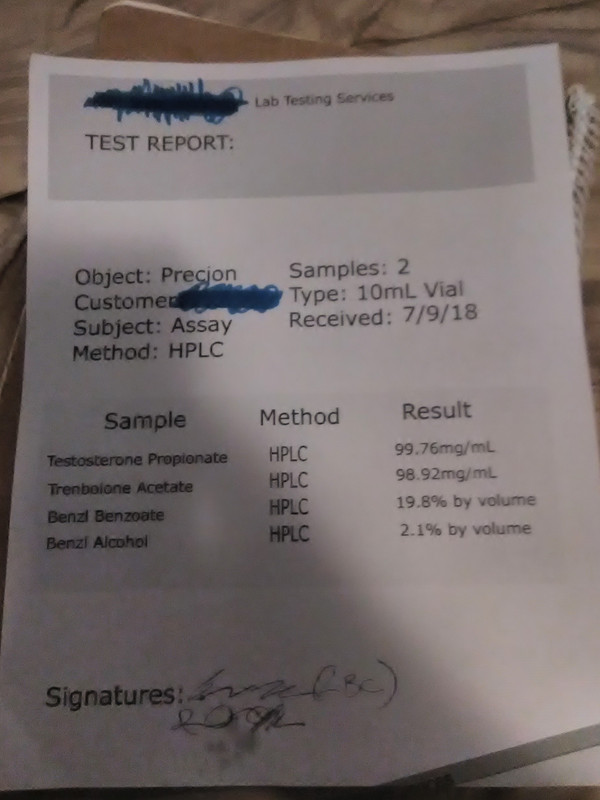 Lab Testing Services
TEST REPORT:
Object: Precjon
Customer
Subject: Assay
Method: HPLC
Samples: 2
Type: 10mL Vial
Received: 7/9/18
Sample Method Result
Testosterone Propionate HPLC 99.76mg/mL
Trenbolone Acetate HPLC 98.92mg/mL
Benzl Benzoate HPLC 19.8% by volume
Benzl Alcohol HPLC 2.1% by volume
Signatures: